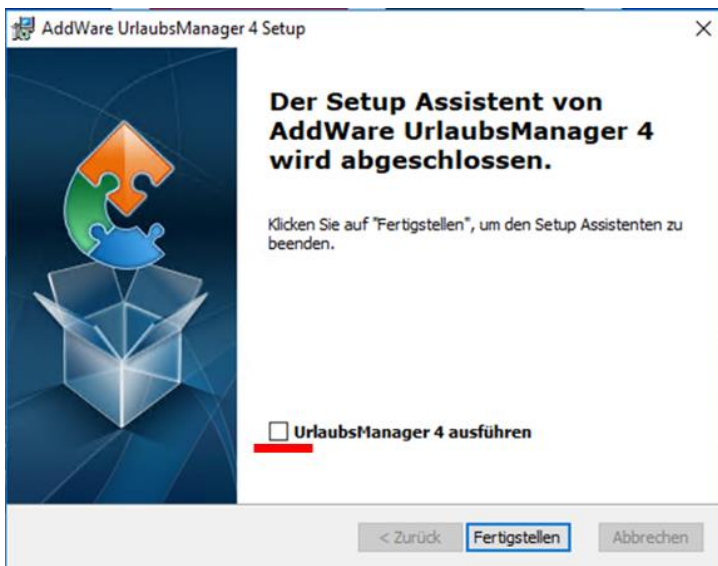 AddWare UrlaubsManager 4 Setup
Der Setup Assistent von
AddWare UrlaubsManager 4
wird abgeschlossen.
Klicken Sie auf "Fertigstellen", um den Setup Assistenten zu
beenden.
UrlaubsManager 4 ausführen
< Zurück Fertigstellen Abbrechen